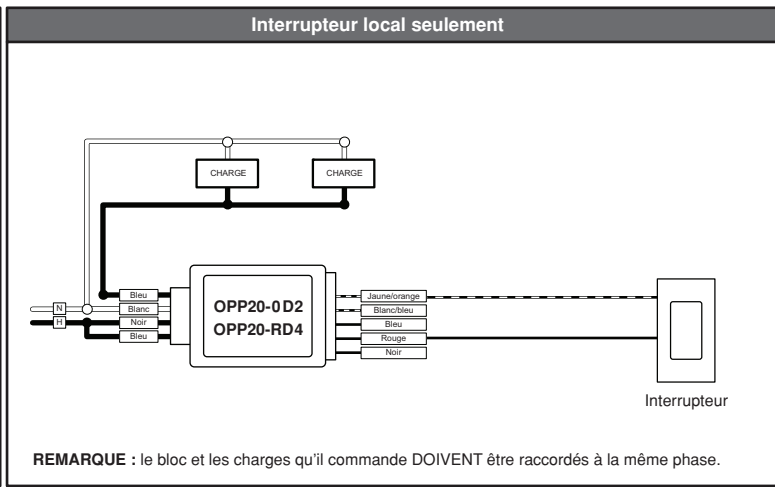 Interrupteur local seulement
CHARGE CHARGE
Bleu
N Blanc
H Noir
Bleu
OPP20-0D2
OPP20-RD4
Jaune/orange
Blanc/bleu
Bleu
Rouge
Noir
Interrupteur
REMARQUE : le bloc et les charges qu'il commande DOIVENT être raccordés à la même phase.